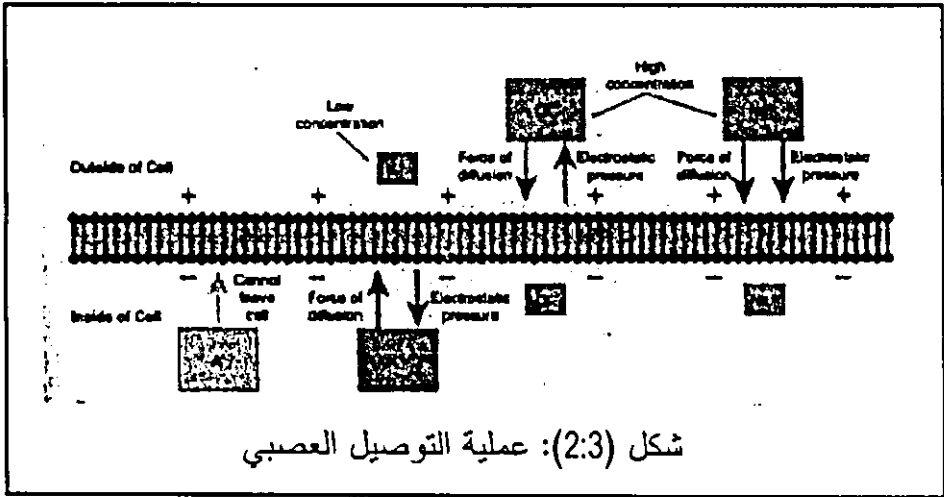 High
concentration
Low
concentration
Force of
diffusion
Electrostatic
pressure
Force of
diffusion
Electrostatic
pressure
Outside of Cell
+ + + + + +
− − − − − −
Cannot
leave
cell
Force of
diffusion
Electrostatic
pressure
Inside of Cell
شكل (2:3): عملية التوصيل العصبي